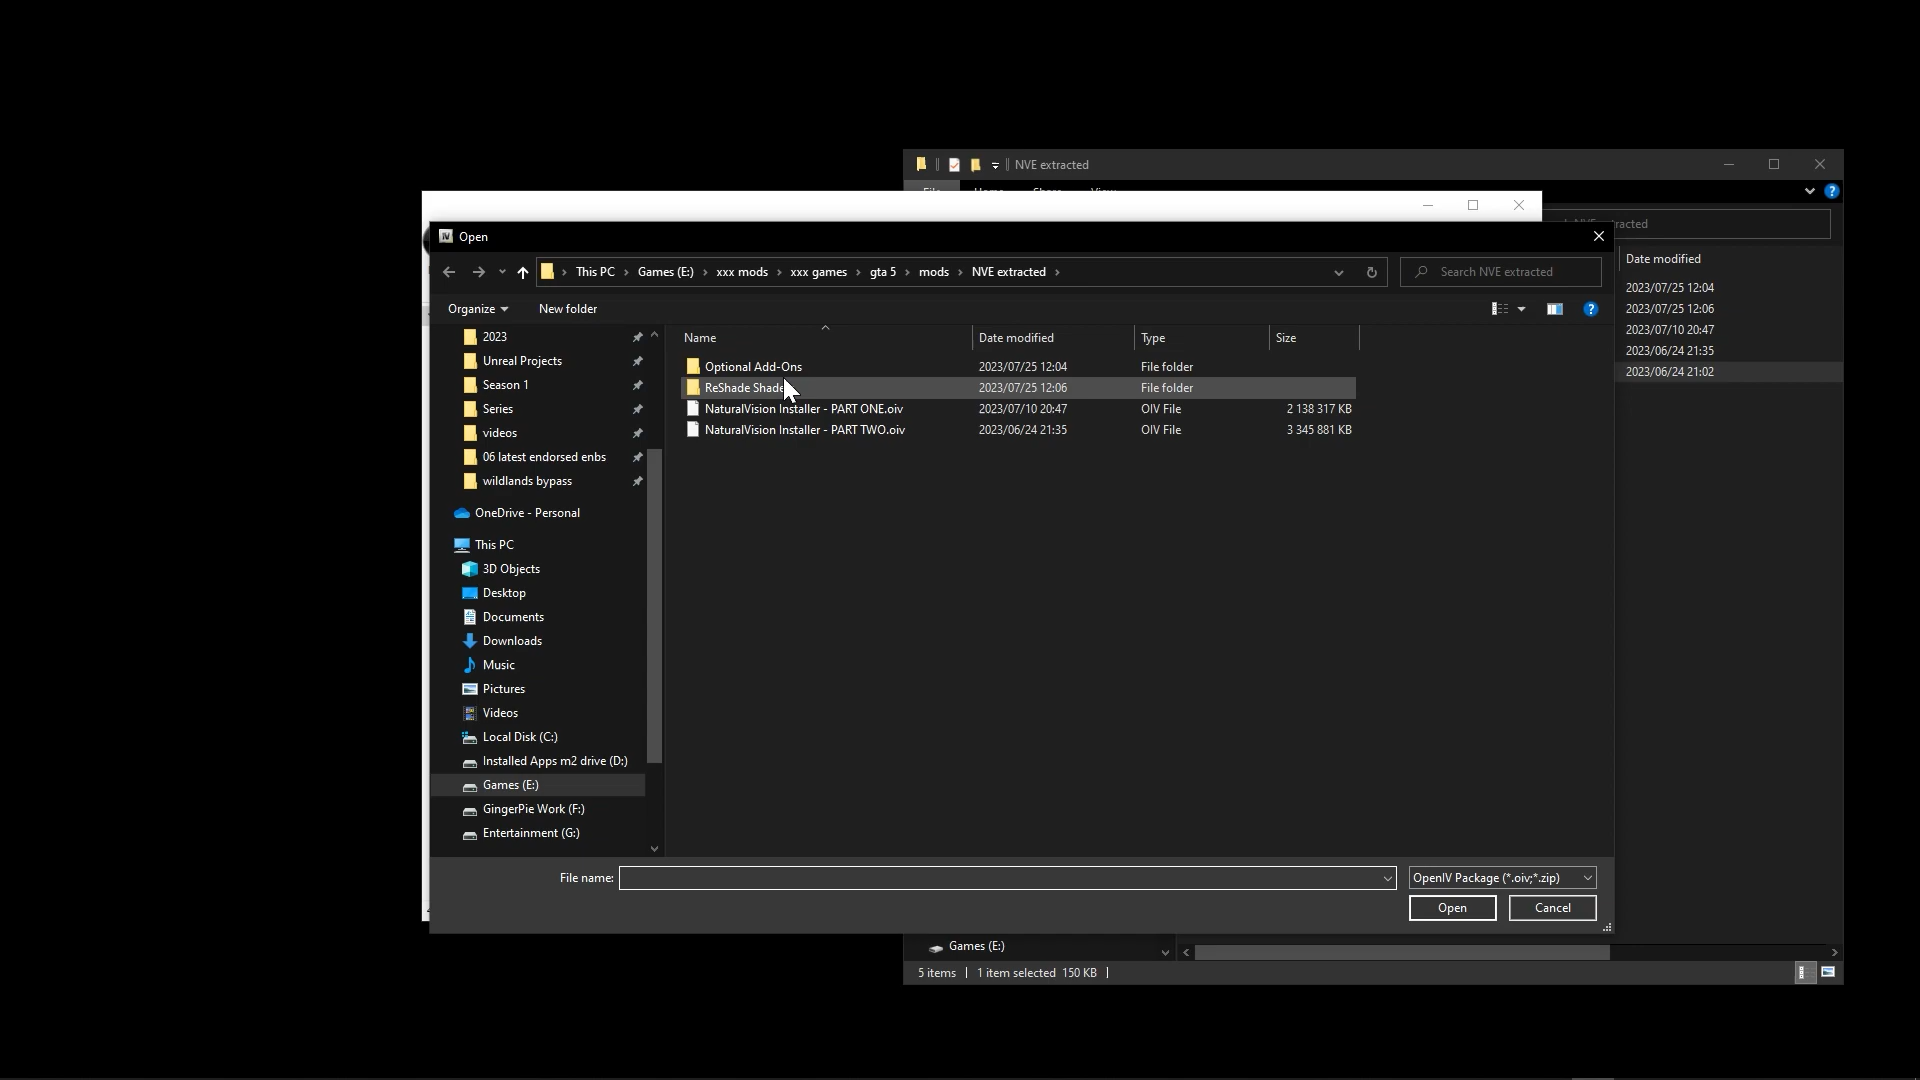 NVE extracted
Open
This PC > Games (E:) > xxx mods > xxx games > gta 5 > mods > NVE extracted >
Search NVE extracted
Organize
New folder
Name
Date modified
Type
Size
Optional Add-Ons 2023/07/25 12:04 File folder
ReShade Shade 2023/07/25 12:06 File folder
NaturalVision Installer - PART ONE.oiv 2023/07/10 20:47 OIV File 2 138 317 KB
NaturalVision Installer - PART TWO.oiv 2023/06/24 21:35 OIV File 3 345 881 KB
2023
Unreal Projects
Season 1
Series
videos
06 latest endorsed enbs
wildlands bypass
OneDrive - Personal
This PC
3D Objects
Desktop
Documents
Downloads
Music
Pictures
Videos
Local Disk (C:)
Installed Apps m2 drive (D:)
Games (E:)
GingerPie Work (F:)
Entertainment (G:)
File name:
OpenIV Package (*.oiv;*.zip)
Open
Cancel
Date modified
2023/07/25 12:04
2023/07/25 12:06
2023/07/10 20:47
2023/06/24 21:35
2023/06/24 21:02
Games (E:)
5 items
1 item selected 150 KB